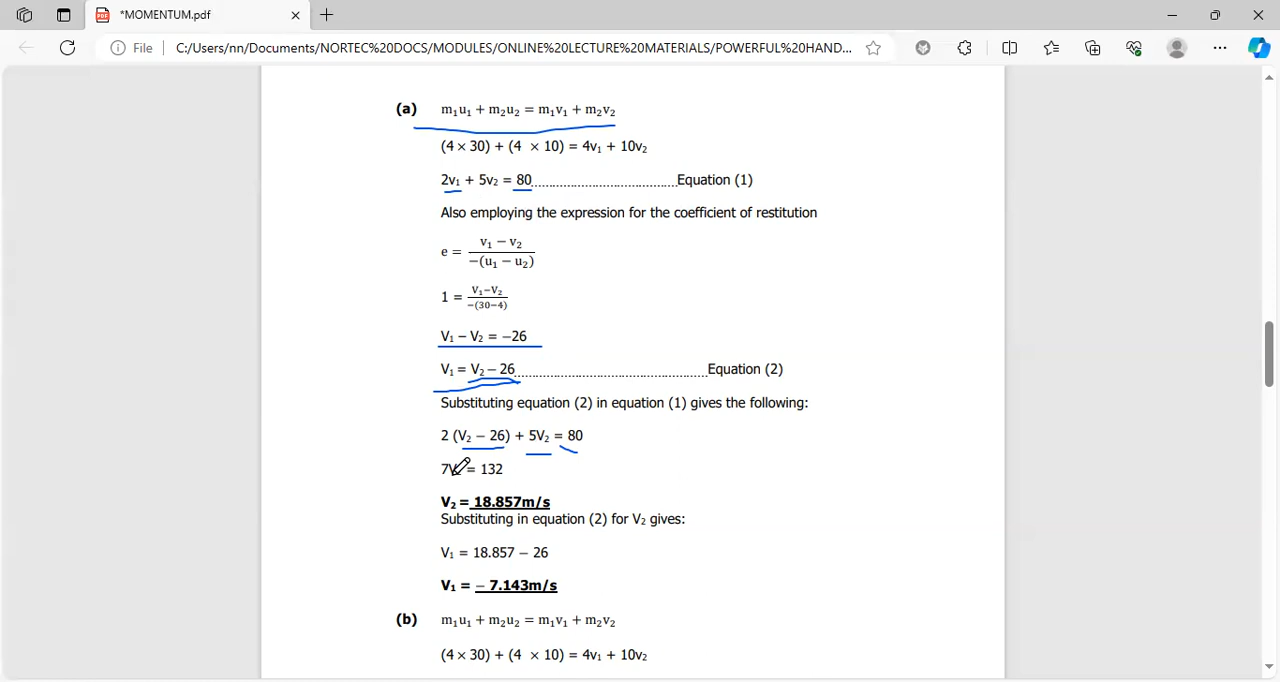 *MOMENTUM.pdf
File C:/Users/nn/Documents/NORTEC%20DOCS/MODULES/ONLINE%20LECTURE%20MATERIALS/POWERFUL%20HAND...
(a) m₁u₁ + m₂u₂ = m₁v₁ + m₂v₂
(4 × 30) + (4 × 10) = 4v₁ + 10v₂
2v₁ + 5v₂ = 80........................................Equation (1)
Also employing the expression for the coefficient of restitution
e = (v₁ − v₂)/(−(u₁ − u₂))
1 = (V₁−V₂)/(−(30−4))
V₁ − V₂ = −26
V₁ = V₂ − 26........................................Equation (2)
Substituting equation (2) in equation (1) gives the following:
2 (V₂ − 26) + 5V₂ = 80
7V = 132
V₂ = 18.857m/s
Substituting in equation (2) for V₂ gives:
V₁ = 18.857 − 26
V₁ = − 7.143m/s
(b) m₁u₁ + m₂u₂ = m₁v₁ + m₂v₂
(4 × 30) + (4 × 10) = 4v₁ + 10v₂